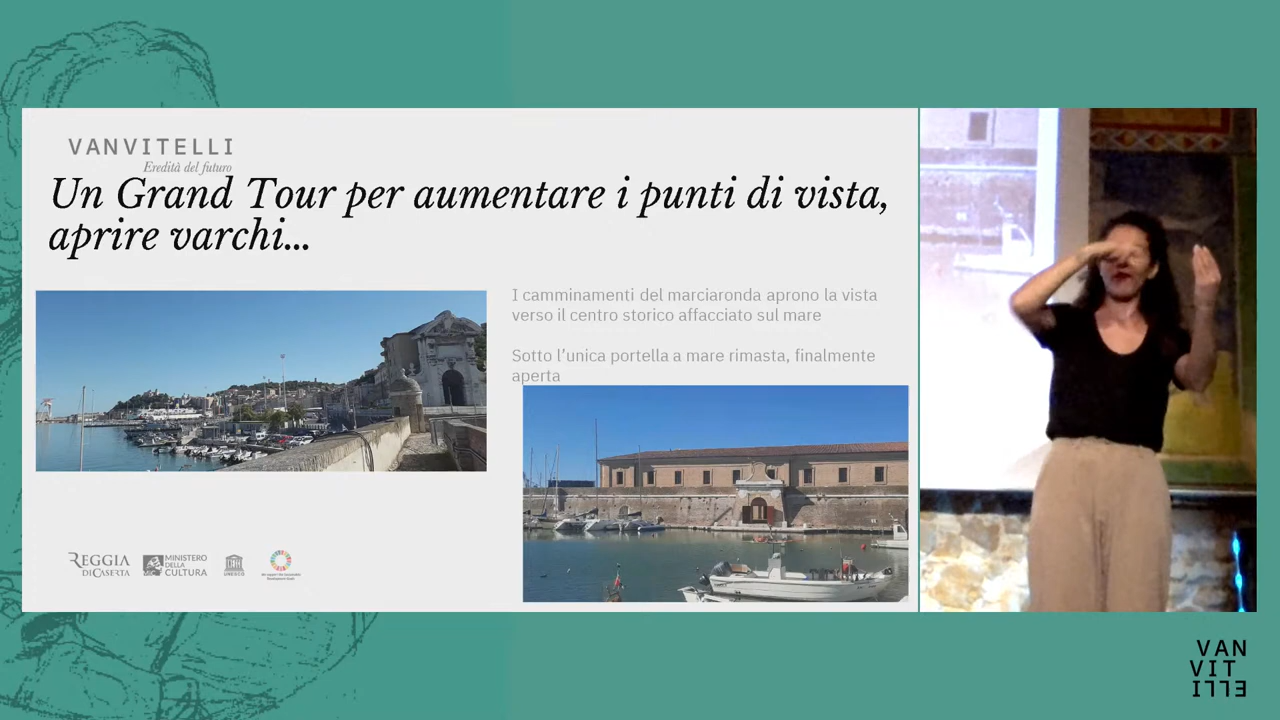 VANVITELLI
Eredità del futuro
Un Grand Tour per aumentare i punti di vista,
aprire varchi...
I camminamenti del marciaronda aprono la vista
verso il centro storico affacciato sul mare
Sotto l'unica portella a mare rimasta, finalmente
aperta
REGGIA
DI CASERTA
MINISTERO
DELLA
CULTURA
UNESCO
VAN
VIT
ELLI